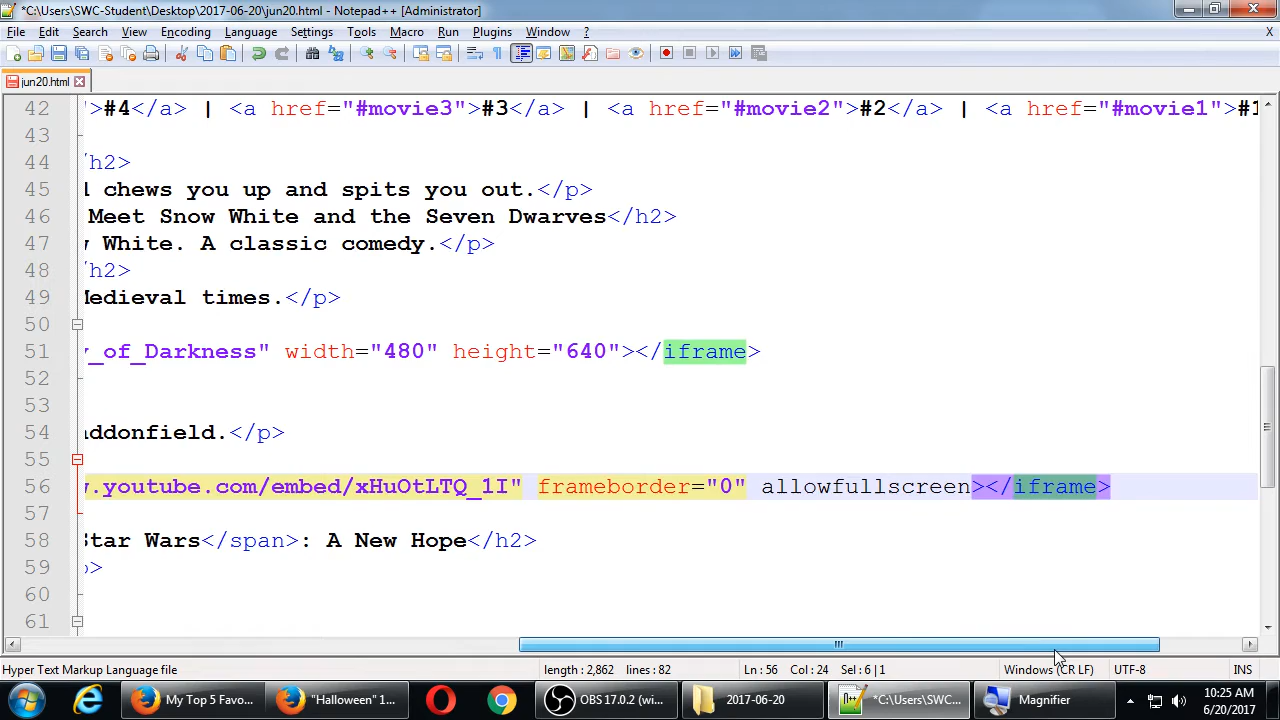 *C:\Users\SWC-Student\Desktop\2017-06-20\jun20.html - Notepad++ [Administrator]
File Edit Search View Encoding Language Settings Tools Macro Run Plugins Window ? X
jun20.html
42 ">#4</a> | <a href="#movie3">#3</a> | <a href="#movie2">#2</a> | <a href="#movie1">#1
43
44 /h2>
45 l chews you up and spits you out.</p>
46 Meet Snow White and the Seven Dwarves</h2>
47 w White. A classic comedy.</p>
48 /h2>
49 Medieval times.</p>
50
51 y_of_Darkness" width="480" height="640"></iframe>
52
53
54 addonfield.</p>
55
56 w.youtube.com/embed/xHuOtLTQ_1I" frameborder="0" allowfullscreen></iframe>
57
58 Star Wars</span>: A New Hope</h2>
59 p>
60
61
Hyper Text Markup Language file length : 2,862 lines : 82 Ln : 56 Col : 24 Sel : 6 | 1 Windows (CR LF) UTF-8 INS
My Top 5 Favo... "Halloween" 1... OBS 17.0.2 (wi... 2017-06-20 *C:\Users\SWC... Magnifier 10:25 AM
6/20/2017